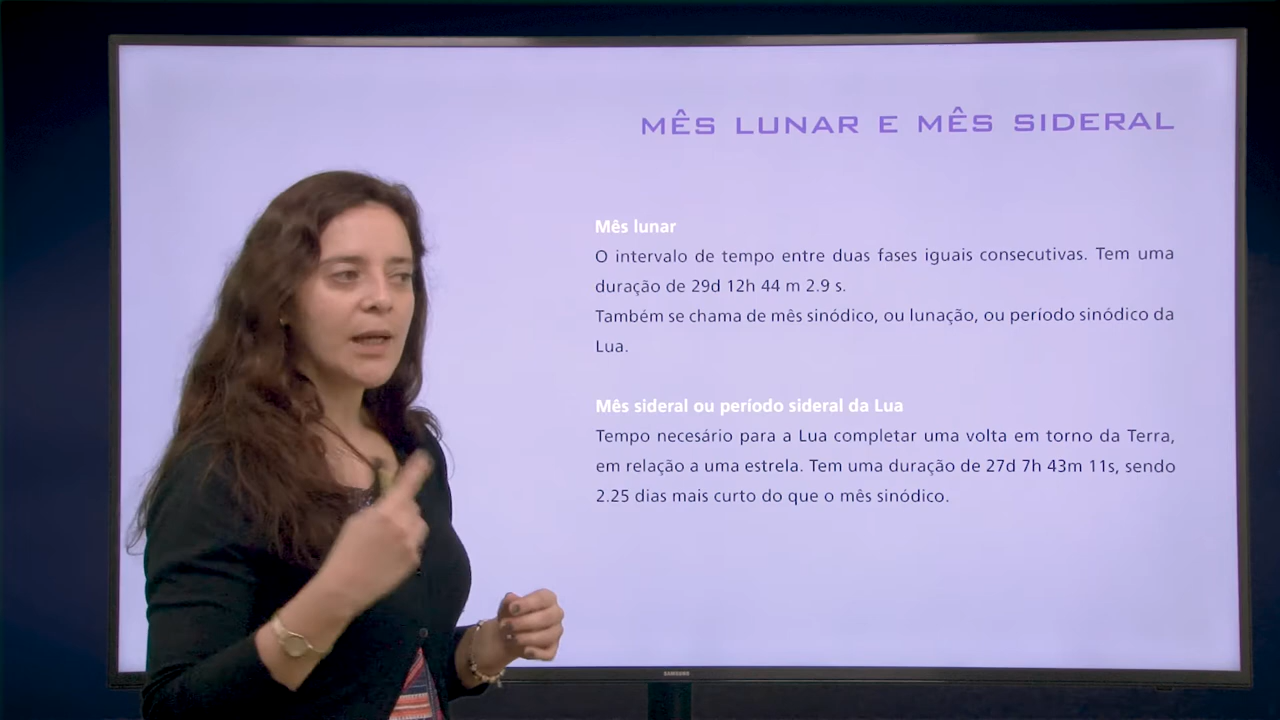 MÊS LUNAR E MÊS SIDERAL
Mês lunar
O intervalo de tempo entre duas fases iguais consecutivas. Tem uma
duração de 29d 12h 44 m 2.9 s.
Também se chama de mês sinódico, ou lunação, ou período sinódico da
Lua.
Mês sideral ou período sideral da Lua
Tempo necesário para a Lua completar uma volta em torno da Terra,
em relação a uma estrela. Tem uma duração de 27d 7h 43m 11s, sendo
2.25 dias mais curto do que o mês sinódico.
SAMSUNG